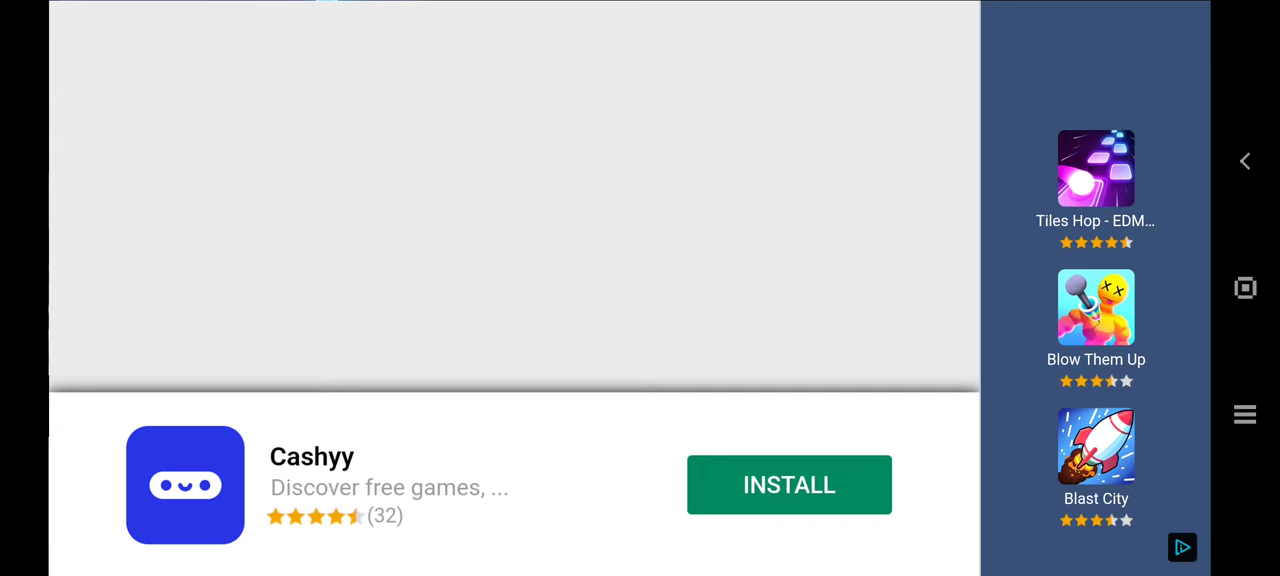 Cashyy
Discover free games, ...
(32)
INSTALL
Tiles Hop - EDM...
Blow Them Up
Blast City